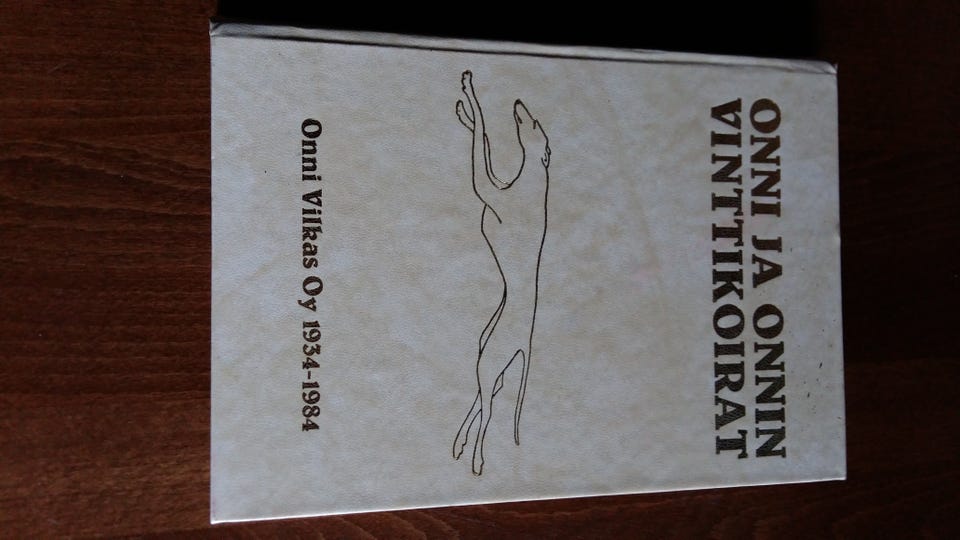 ONNI JA ONNIN
VINTTIKOIRAT
Onni Vilkas Oy 1934-1984